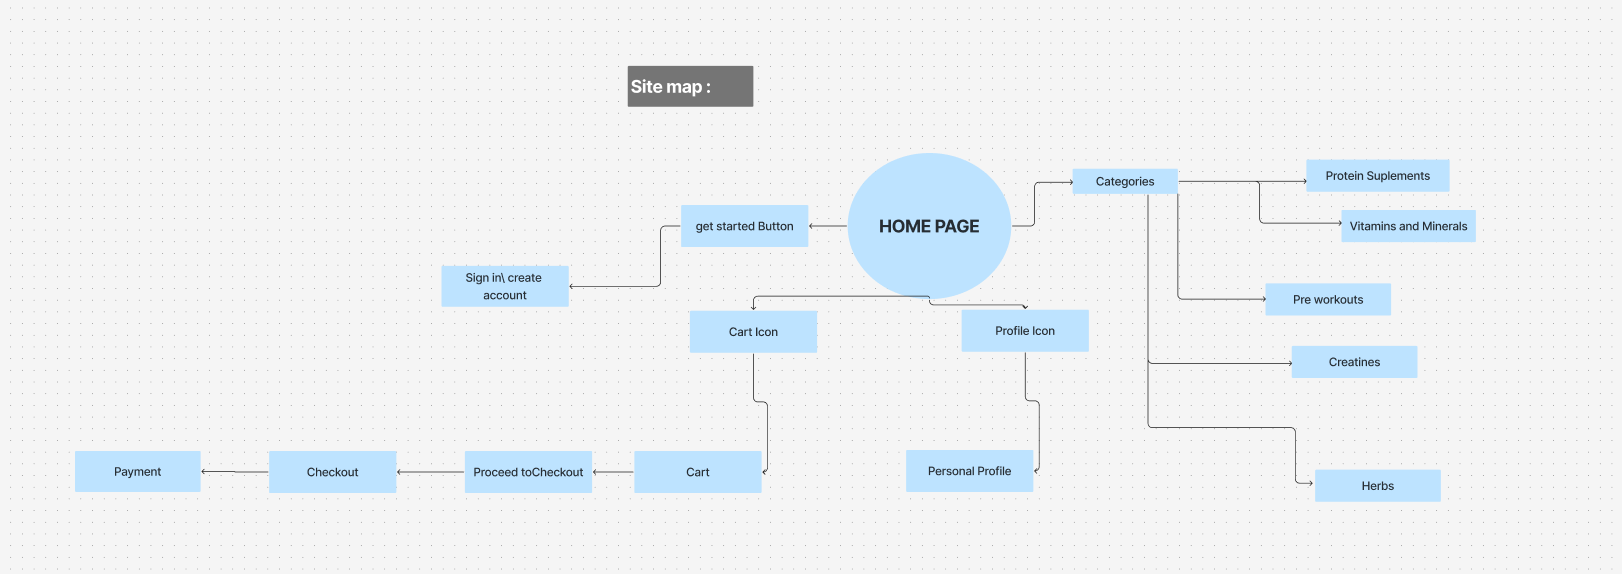 Site map :
HOME PAGE
get started Button
Sign in\ create
account
Categories
Protein Suplements
Vitamins and Minerals
Pre workouts
Creatines
Herbs
Cart Icon
Profile Icon
Payment
Checkout
Proceed toCheckout
Cart
Personal Profile